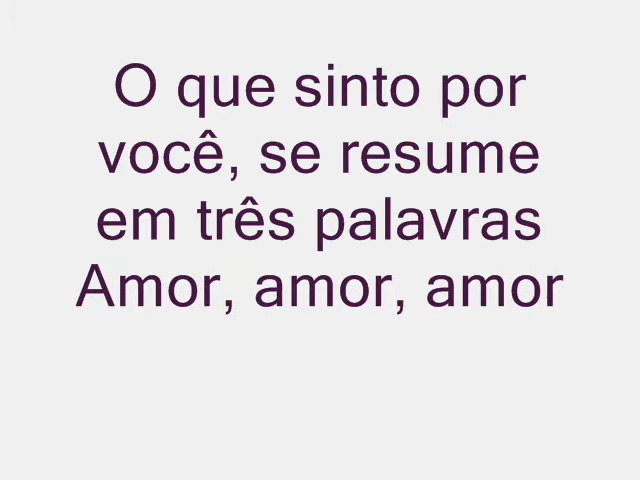 O que sinto por
você, se resume
em três palavras
Amor, amor, amor